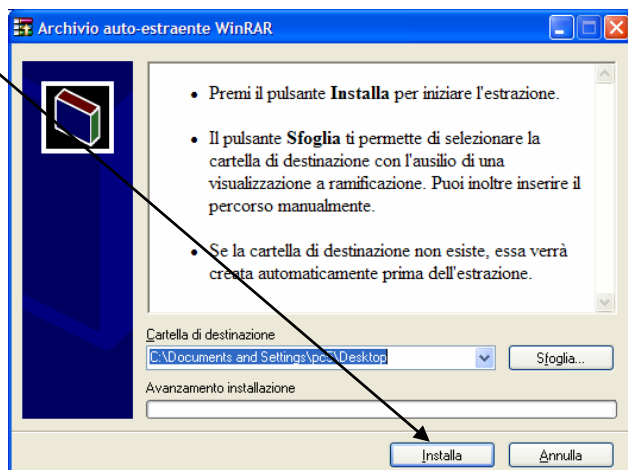 Archivio auto-estraente WinRAR
• Premi il pulsante Installa per iniziare l'estrazione.
• Il pulsante Sfoglia ti permette di selezionare la
cartella di destinazione con l'ausilio di una
visualizzazione a ramificazione. Puoi inoltre inserire il
percorso manualmente.
• Se la cartella di destinazione non esiste, essa verrà
creata automaticamente prima dell'estrazione.
Cartella di destinazione
C:\Documents and Settings\pc5\Desktop
Sfoglia...
Avanzamento installazione
Installa
Annulla